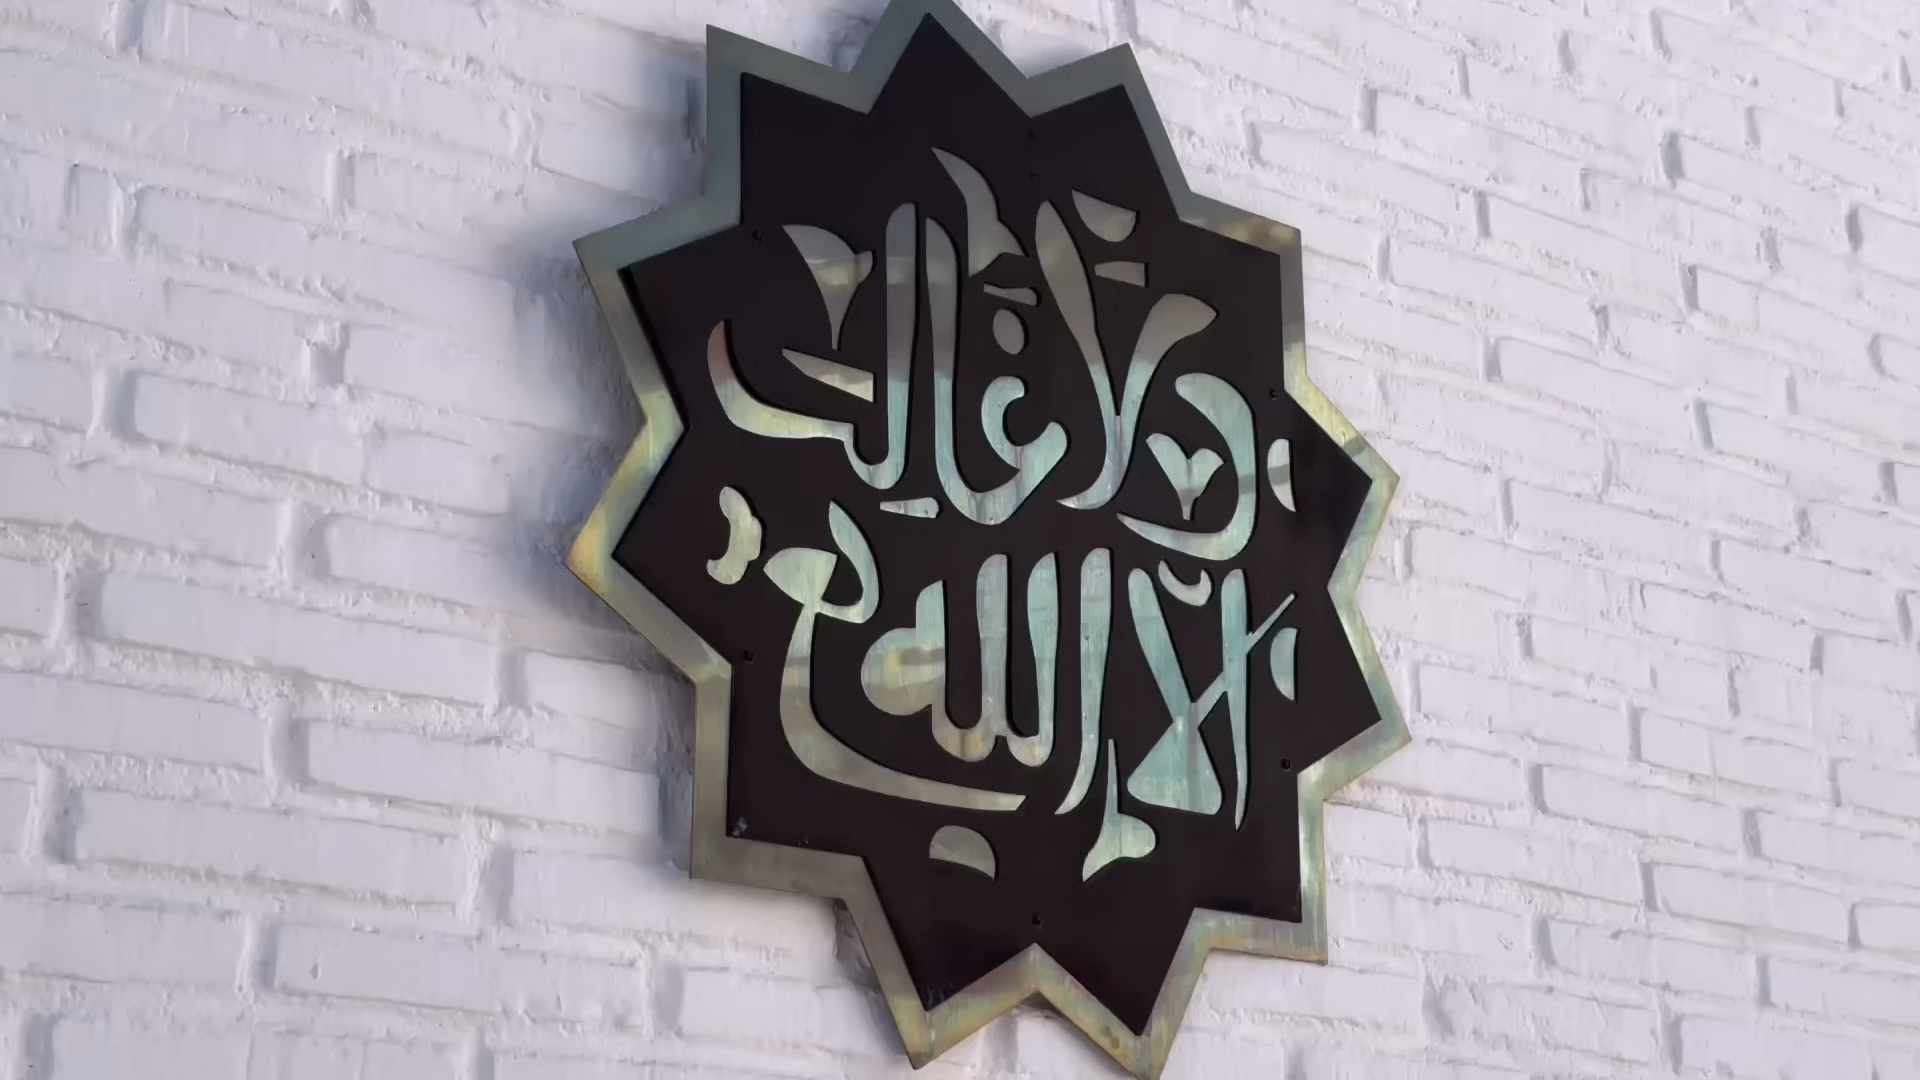 ولا غالب
إلا الله